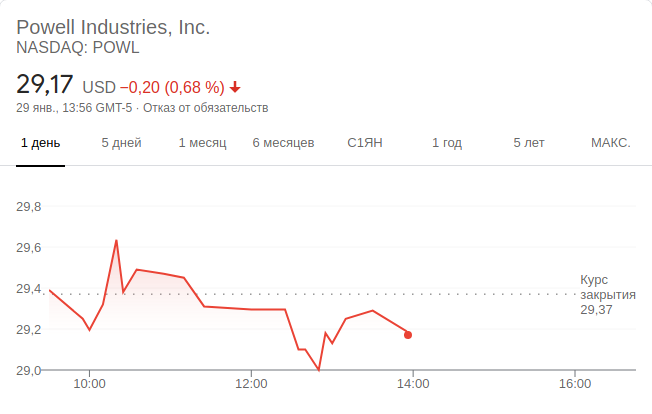 Powell Industries, Inc.
NASDAQ: POWL
29,17 USD −0,20 (0,68 %)
29 янв., 13:56 GMT-5 · Отказ от обязательств
1 день 5 дней 1 месяц 6 месяцев С1ЯН 1 год 5 лет МАКС.
29,8
29,6
29,4
29,2
29,0
Курс
закрытия
29,37
10:00 12:00 14:00 16:00